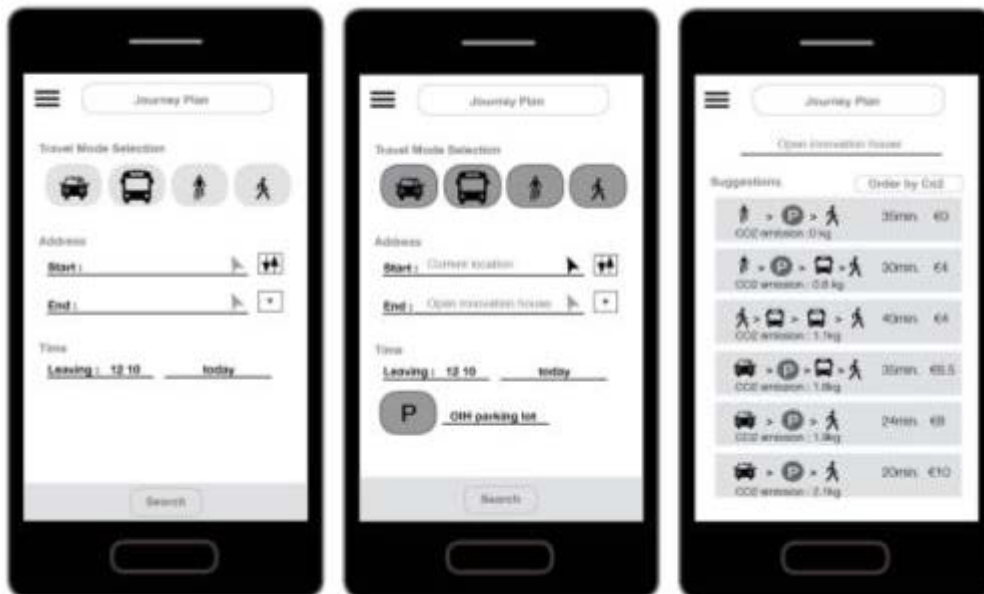 Journey Plan
Travel Mode Selection
Address
Start :
End :
Time
Leaving : 12 10 today
Search
Journey Plan
Travel Mode Selection
Address
Start : Current location
End : Open innovation house
Time
Leaving : 12 10 today
P OIH parking lot
Search
Journey Plan
Open innovation house
Suggestions Order by Co2
> P > 35min. €0
CO2 emission :0 kg
> P > > 30min. €4
CO2 emission : 0.8 kg
> > > 40min. €4
CO2 emission : 1.1kg
> P > > 35min.
CO2 emission : 1.8kg
> P > 24min. €8
CO2 emission : 1.9kg
> P > 20min. €10
CO2 emission : 2.1kg